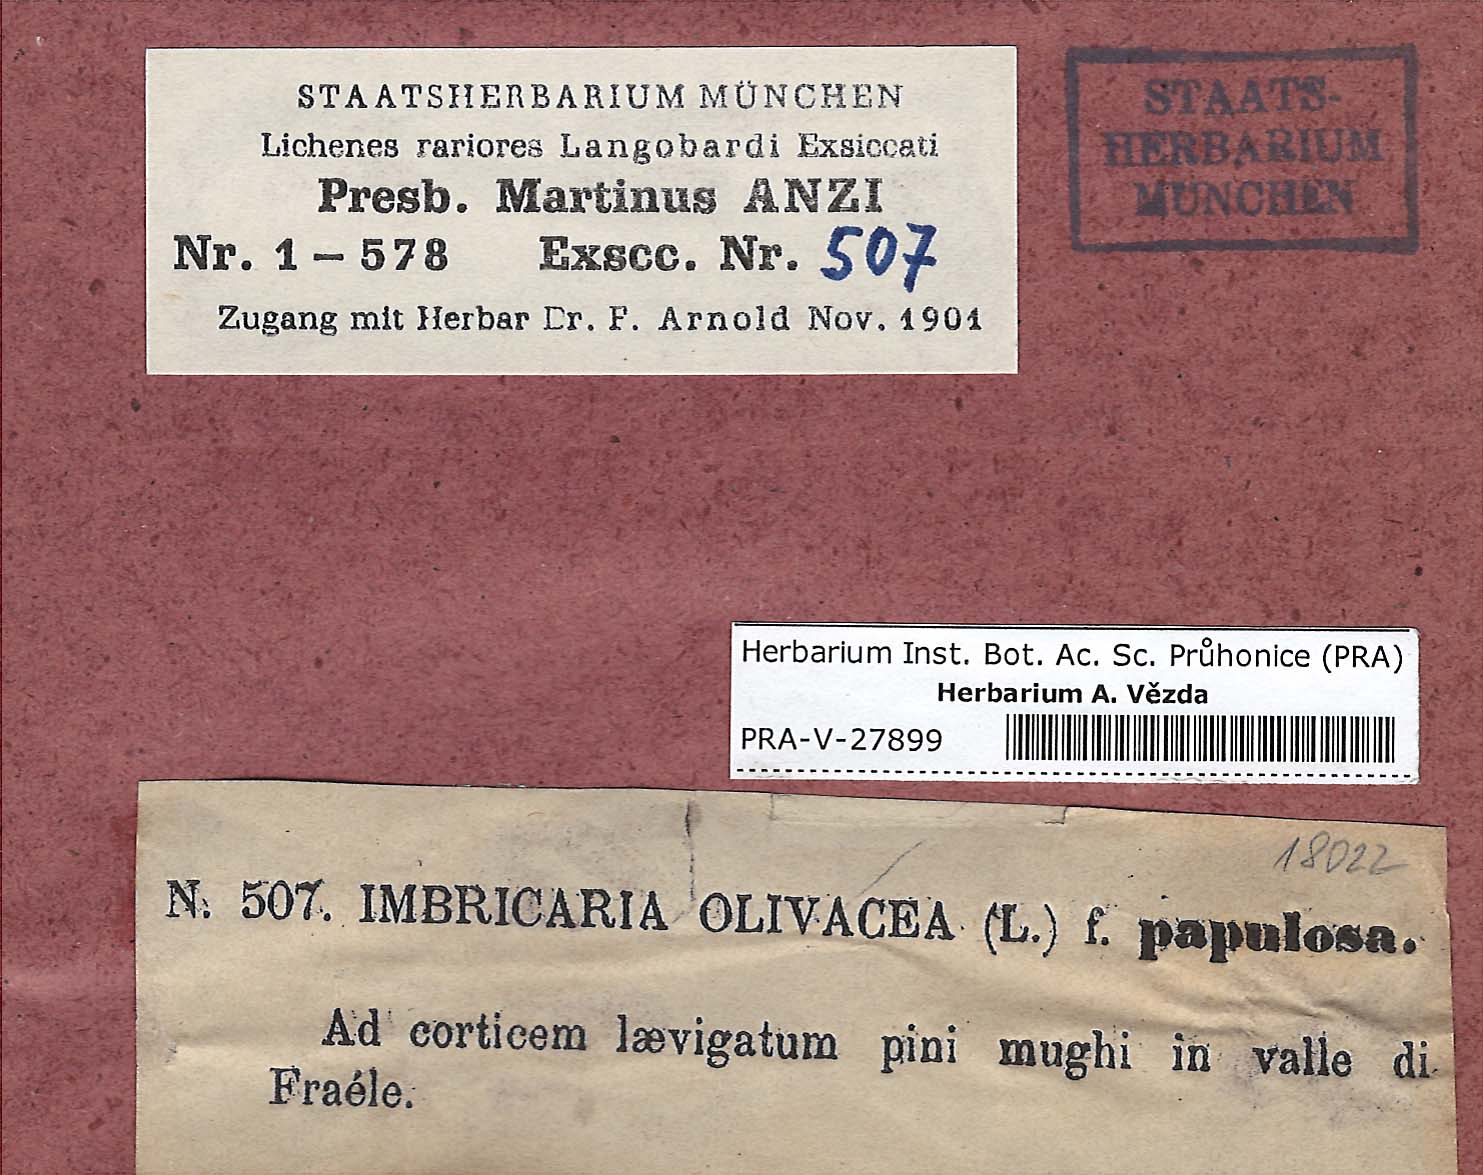 STAATSHERBARIUM MÜNCHEN
Lichenes rariores Langobardi Exsiccati
Presb. Martinus ANZI
Nr. 1 – 578 Exscc. Nr. 507
Zugang mit Herbar Dr. F. Arnold Nov. 1901
STAATS-
HERBARIUM
MÜNCHEN
Herbarium Inst. Bot. Ac. Sc. Průhonice (PRA)
Herbarium A. Vězda
PRA-V-27899
18022
N. 507. IMBRICARIA OLIVACEA (L.) f. papulosa.
Ad corticem lævigatum pini mughi in valle di
Fraéle.